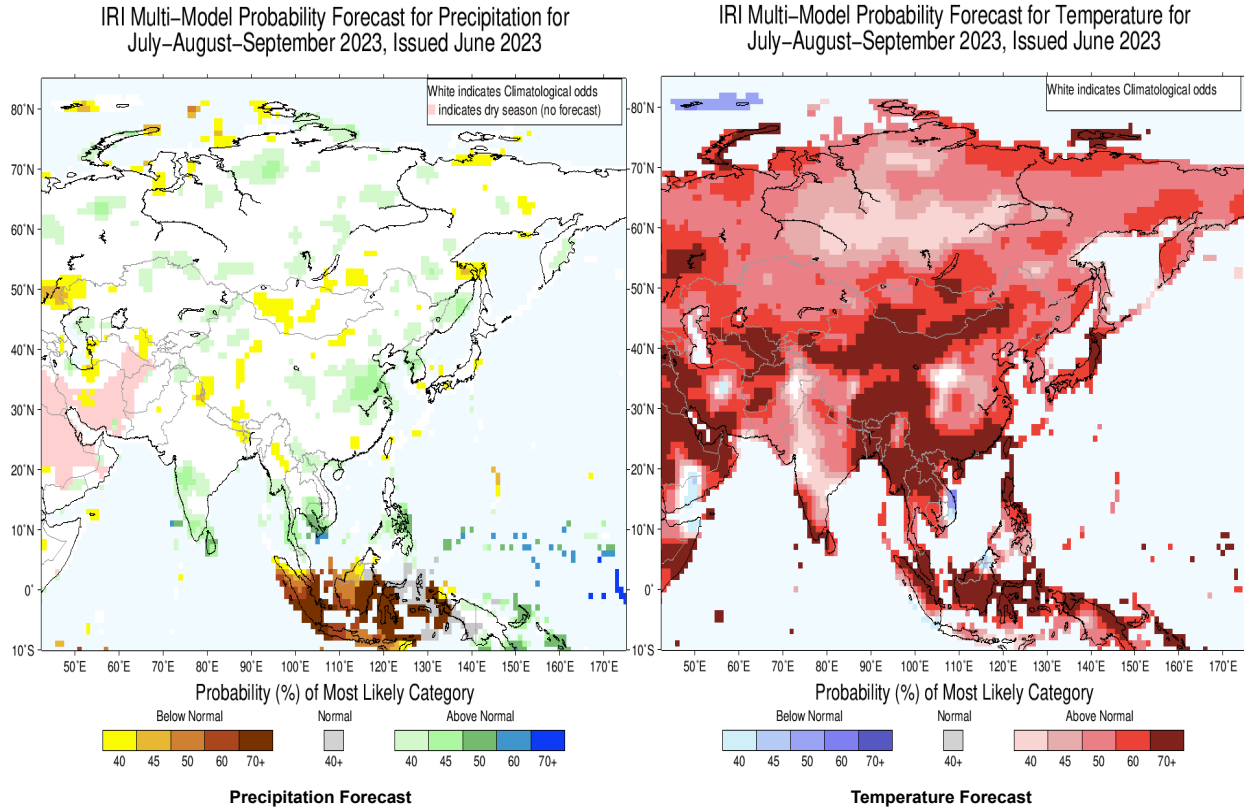 IRI Multi-Model Probability Forecast for Precipitation for
July-August-September 2023, Issued June 2023
White indicates Climatological odds
indicates dry season (no forecast)
80˚N
70˚N
60˚N
50˚N
40˚N
30˚N
20˚N
10˚N
0˚
10˚S
50˚E 60˚E 70˚E 80˚E 90˚E 100˚E 110˚E 120˚E 130˚E 140˚E 150˚E 160˚E 170˚E
Probability (%) of Most Likely Category
Below Normal Normal Above Normal
40 45 50 60 70+ 40+ 40 45 50 60 70+
Precipitation Forecast
IRI Multi-Model Probability Forecast for Temperature for
July-August-September 2023, Issued June 2023
White indicates Climatological odds
80˚N
70˚N
60˚N
50˚N
40˚N
30˚N
20˚N
10˚N
0˚
10˚S
50˚E 60˚E 70˚E 80˚E 90˚E 100˚E 110˚E 120˚E 130˚E 140˚E 150˚E 160˚E 170˚E
Probability (%) of Most Likely Category
Below Normal Normal Above Normal
40 45 50 60 70+ 40+ 40 45 50 60 70+
Temperature Forecast